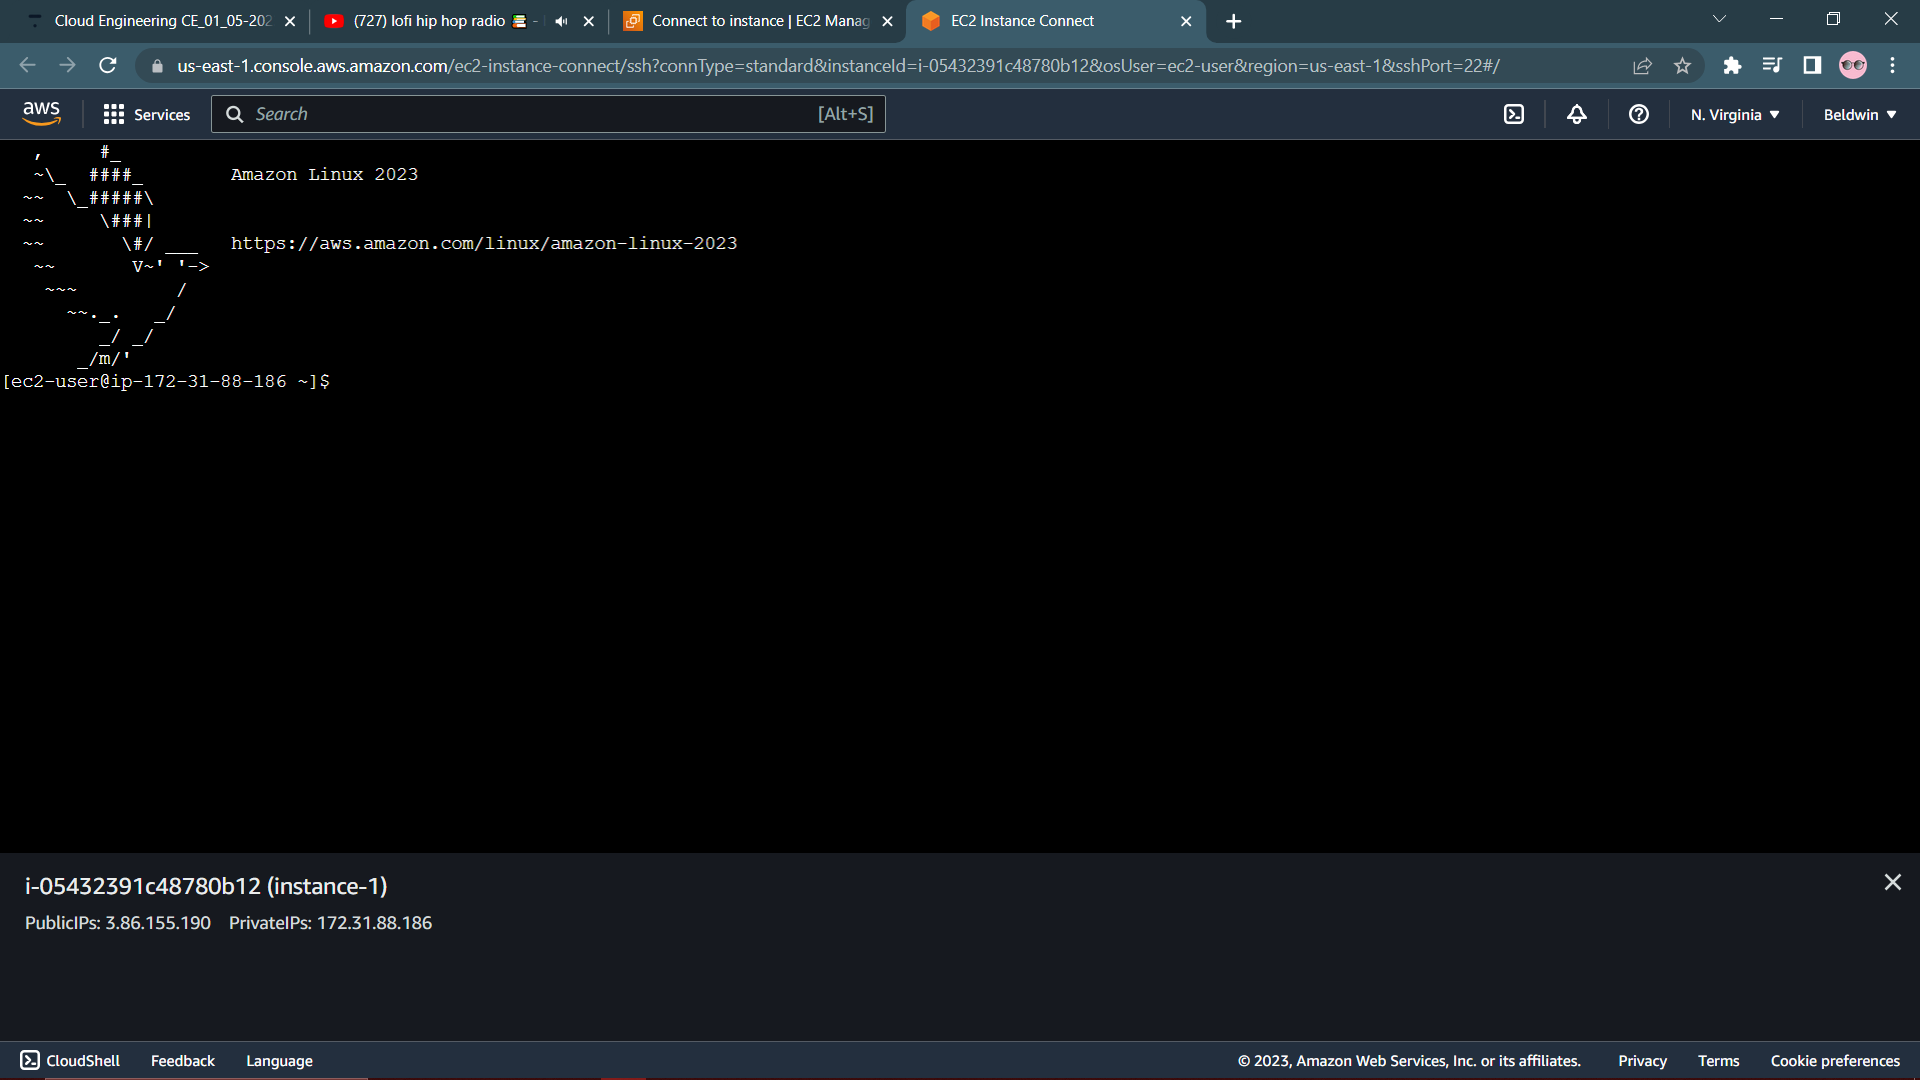 Cloud Engineering CE_01_05-202
(727) lofi hip hop radio 📚 -
Connect to instance | EC2 Manag
EC2 Instance Connect
us-east-1.console.aws.amazon.com/ec2-instance-connect/ssh?connType=standard&instanceId=i-05432391c48780b12&osUser=ec2-user&region=us-east-1&sshPort=22#/
aws
Services
Search
[Alt+S]
N. Virginia ▼
Beldwin ▼
   ,     #_
   ~\_  ####_        Amazon Linux 2023
  ~~  \_#####\
  ~~     \###|
  ~~       \#/ ___   https://aws.amazon.com/linux/amazon-linux-2023
   ~~       V~' '->
    ~~~         /
      ~~._.   _/
         _/ _/
       _/m/'
[ec2-user@ip-172-31-88-186 ~]$
i-05432391c48780b12 (instance-1)
PublicIPs: 3.86.155.190 PrivateIPs: 172.31.88.186
CloudShell
Feedback
Language
© 2023, Amazon Web Services, Inc. or its affiliates.
Privacy
Terms
Cookie preferences